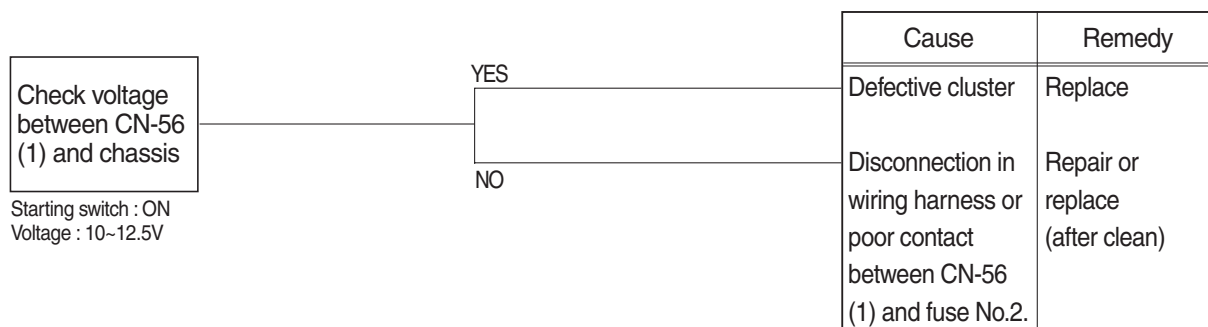 Check voltage
between CN-56
(1) and chassis
Starting switch : ON
Voltage : 10~12.5V
YES
NO
Cause
Remedy
Defective cluster
Replace
Disconnection in
wiring harness or
poor contact
between CN-56
(1) and fuse No.2.
Repair or
replace
(after clean)